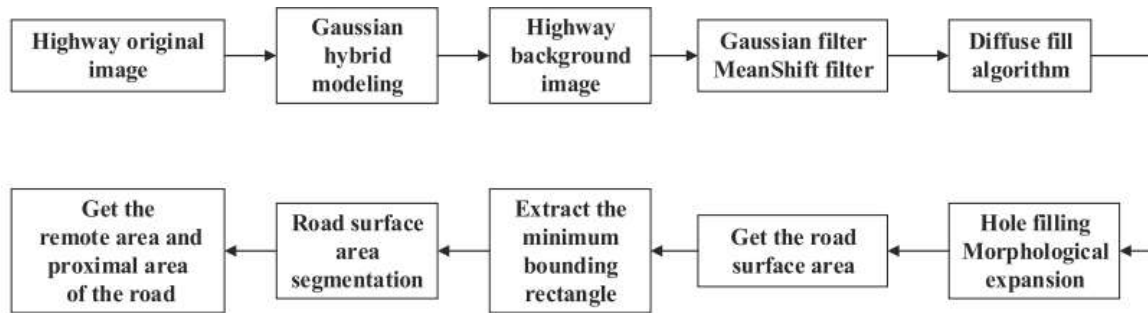 Highway original
image
Gaussian
hybrid
modeling
Highway
background
image
Gaussian filter
MeanShift filter
Diffuse fill
algorithm
Hole filling
Morphological
expansion
Get the road
surface area
Extract the
minimum
bounding
rectangle
Road surface
area
segmentation
Get the
remote area and
proximal area
of the road